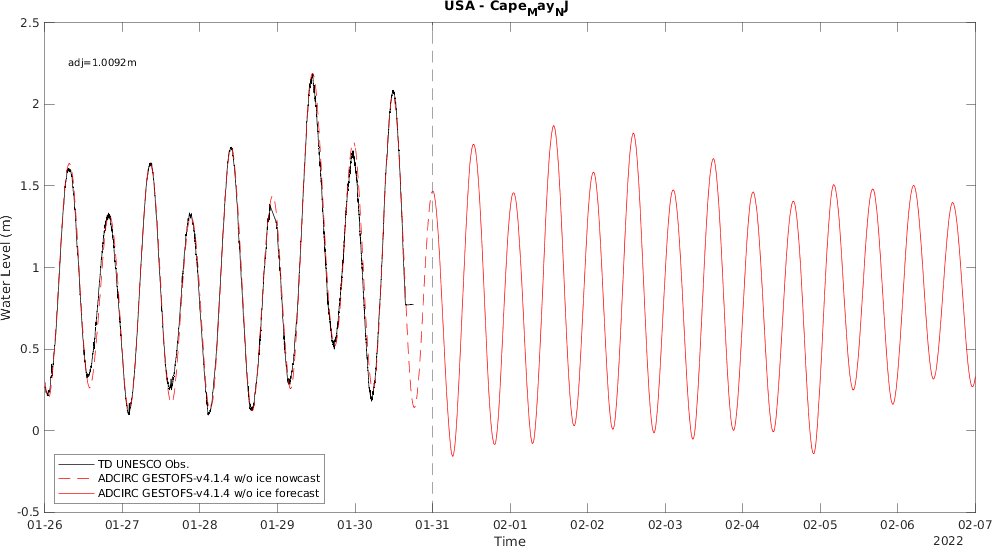 USA - CapeMayNJ
adj=1.0092m
2.5
2
1.5
1
0.5
0
-0.5
Water Level (m)
TD UNESCO Obs.
ADCIRC GESTOFS-v4.1.4 w/o ice nowcast
ADCIRC GESTOFS-v4.1.4 w/o ice forecast
01-26 01-27 01-28 01-29 01-30 01-31 02-01 02-02 02-03 02-04 02-05 02-06 02-07
Time
2022